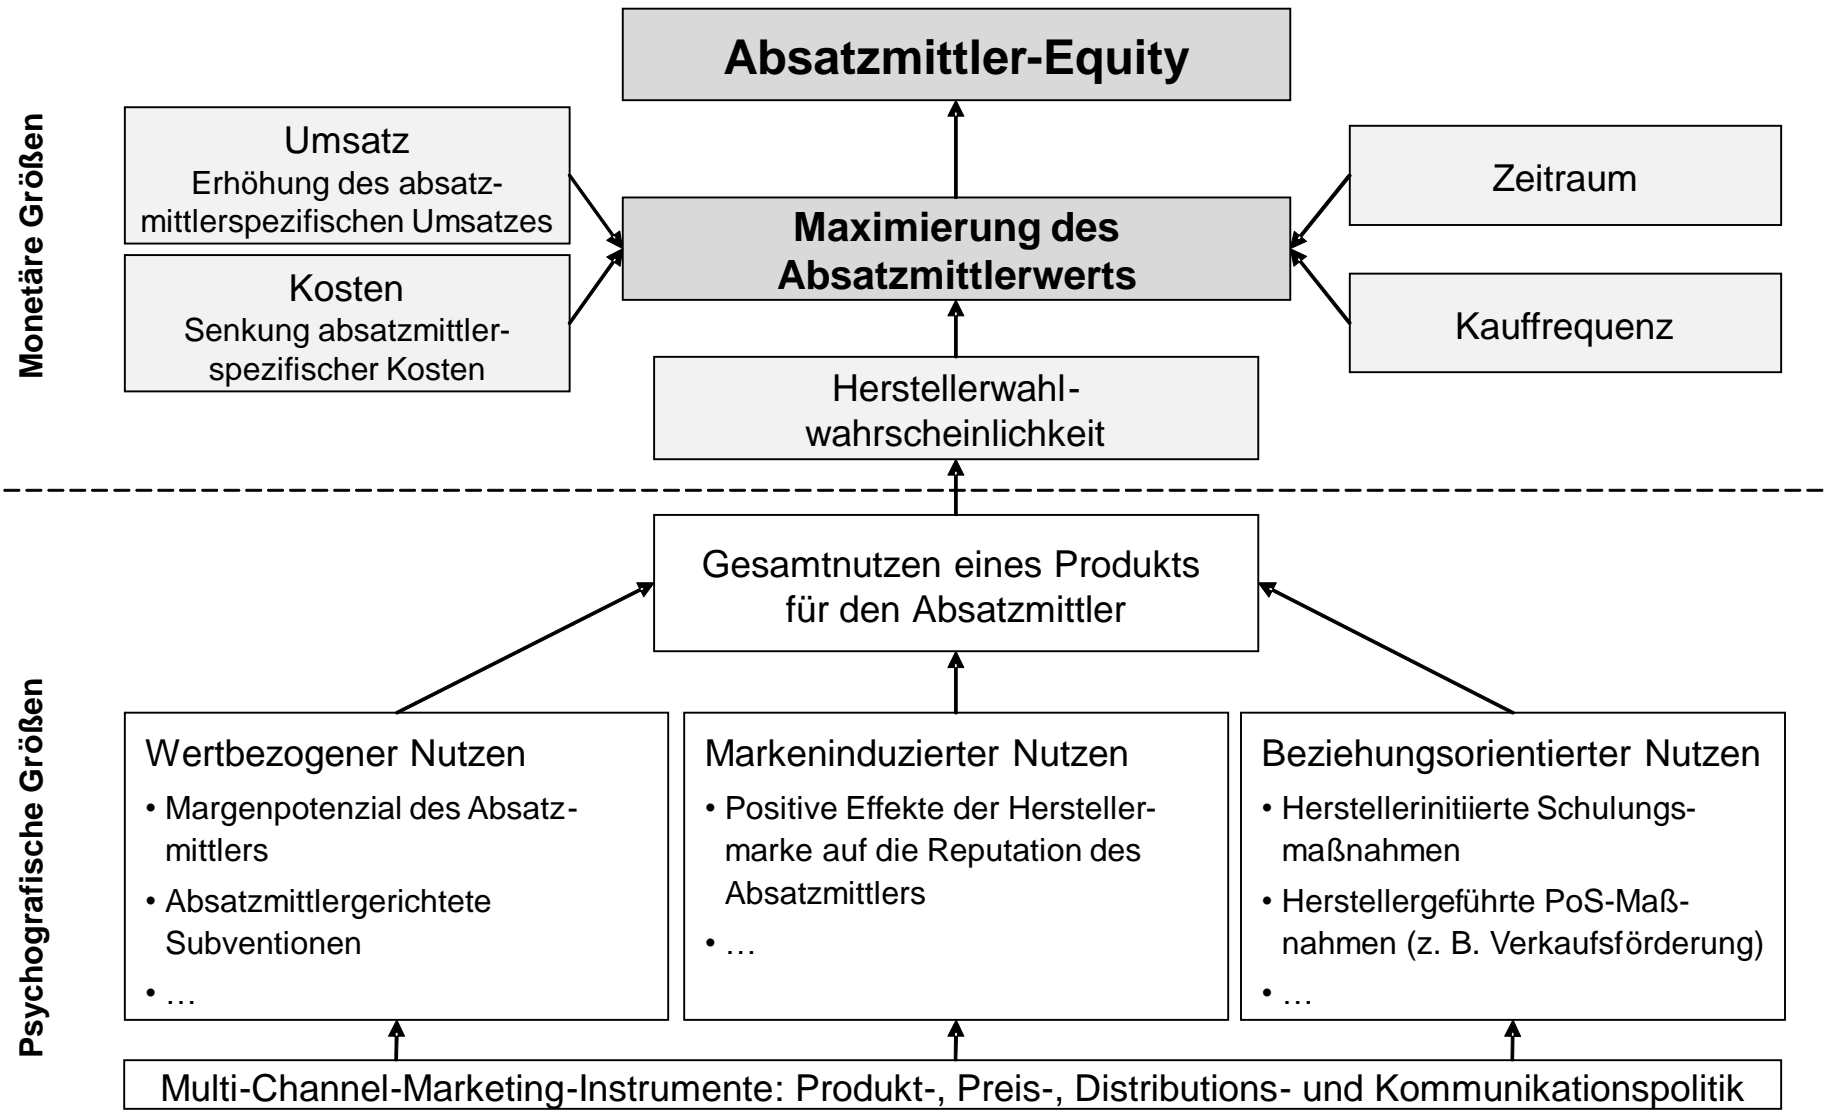 Absatzmittler-Equity
Monetäre Größen
Umsatz
Erhöhung des absatz-
mittlerspezifischen Umsatzes
Kosten
Senkung absatzmittler-
spezifischer Kosten
Maximierung des
Absatzmittlerwerts
Zeitraum
Kauffrequenz
Herstellerwahl-
wahrscheinlichkeit
Psychografische Größen
Gesamtnutzen eines Produkts
für den Absatzmittler
Wertbezogener Nutzen
• Margenpotenzial des Absatz-
mittlers
• Absatzmittlergerichtete
Subventionen
• …
Markeninduzierter Nutzen
• Positive Effekte der Hersteller-
marke auf die Reputation des
Absatzmittlers
• …
Beziehungsorientierter Nutzen
• Herstellerinitiierte Schulungs-
maßnahmen
• Herstellergeführte PoS-Maß-
nahmen (z. B. Verkaufsförderung)
• …
Multi-Channel-Marketing-Instrumente: Produkt-, Preis-, Distributions- und Kommunikationspolitik